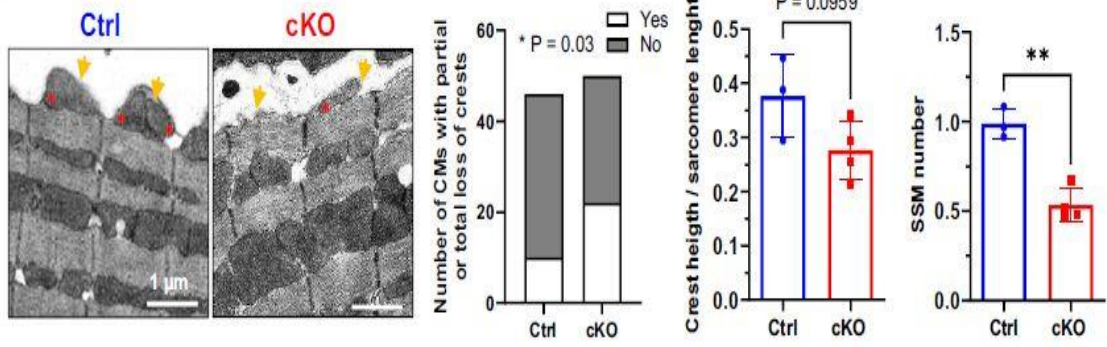 Ctrl
cKO
1 µm
Number of CMs with partial
or total loss of crests
60
40
20
0
* P = 0.03
Yes
No
Ctrl
cKO
Crest heigth / sarcomere lenght
0.5
0.4
0.3
0.2
0.1
0.0
P = 0.0959
Ctrl
cKO
SSM number
1.5
1.0
0.5
0.0
**
Ctrl
cKO